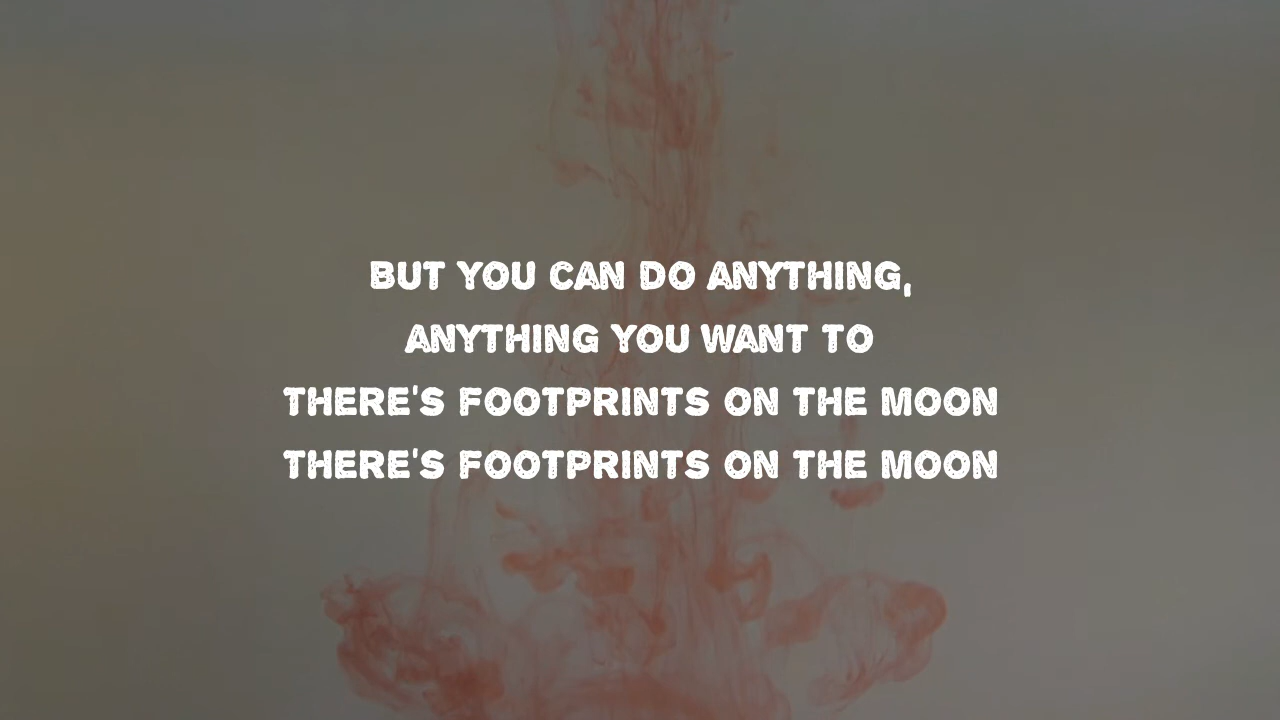 BUT YOU CAN DO ANYTHING,
ANYTHING YOU WANT TO
THERE'S FOOTPRINTS ON THE MOON
THERE'S FOOTPRINTS ON THE MOON